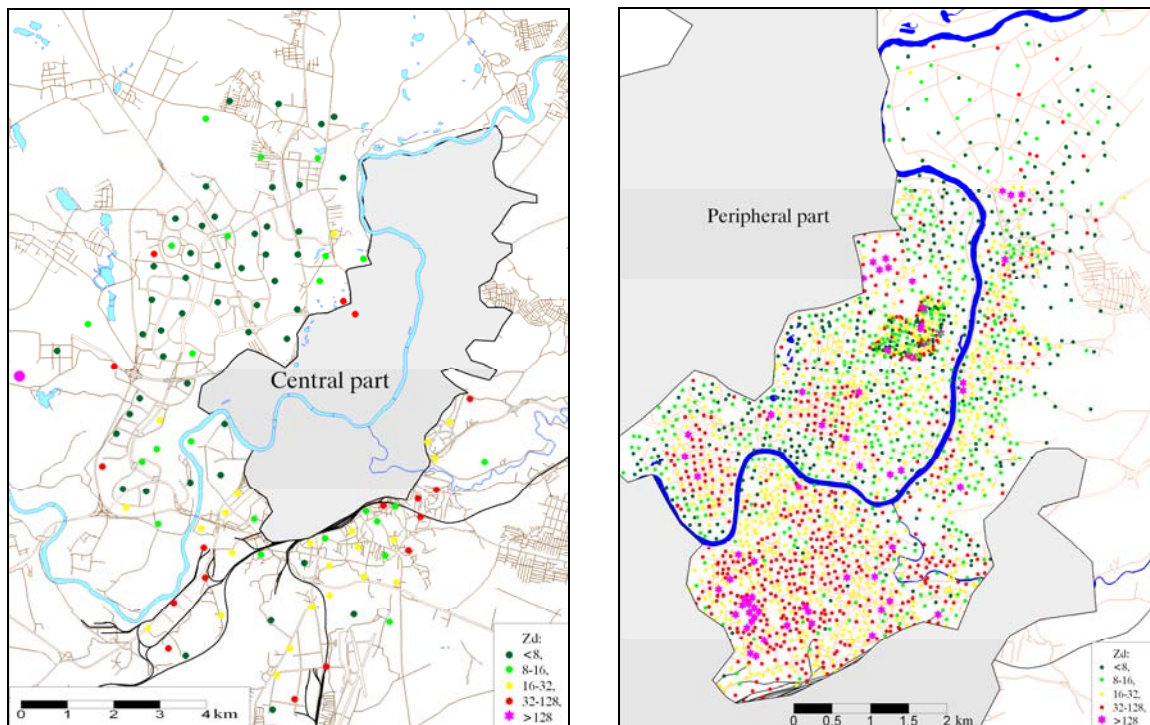 Central part
Zd:
<8,
8-16,
16-32,
32-128,
>128
0 1 2 3 4 km
Peripheral part
Zd:
<8,
8-16,
16-32,
32-128,
>128
0 0.5 1 1.5 2 km